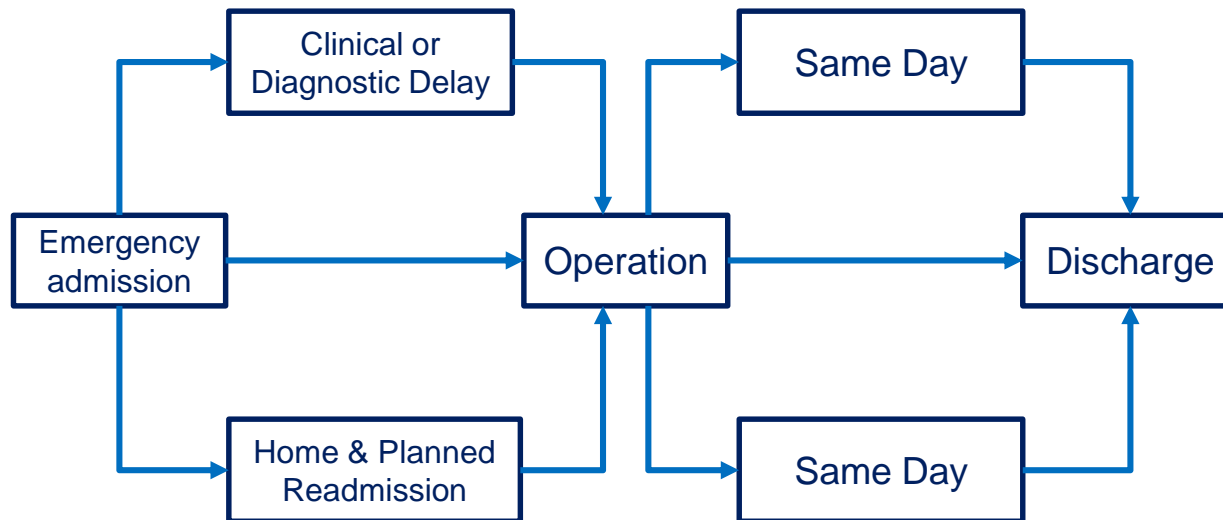 Clinical or
Diagnostic Delay
Same Day
Emergency
admission
Operation
Discharge
Home & Planned
Readmission
Same Day